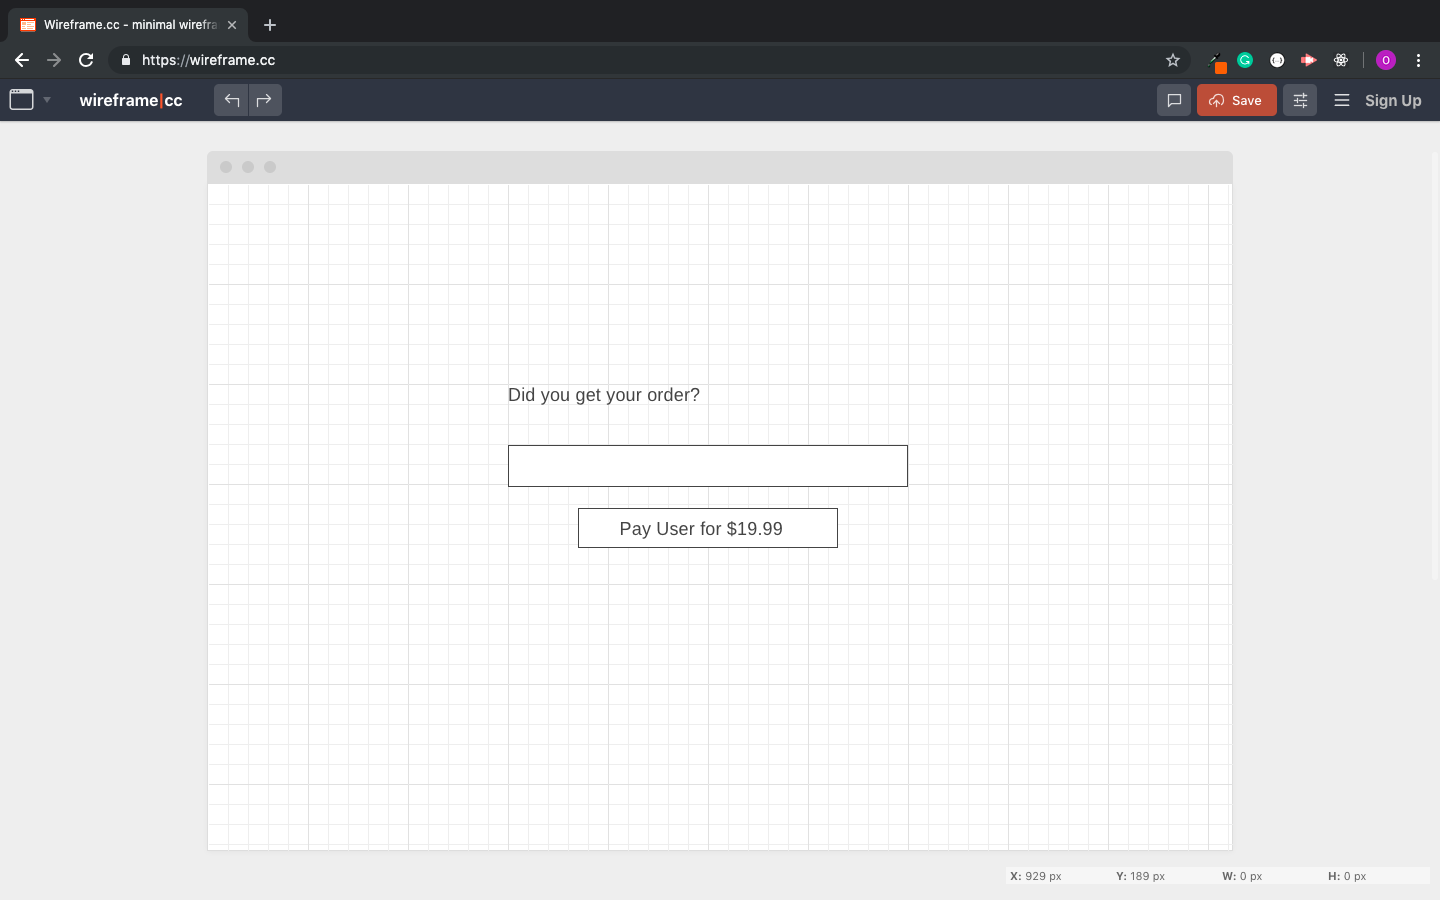 Wireframe.cc - minimal wirefra
https://wireframe.cc
wireframe|cc
Save
Sign Up
Did you get your order?
Pay User for $19.99
X: 929 px Y: 189 px W: 0 px H: 0 px